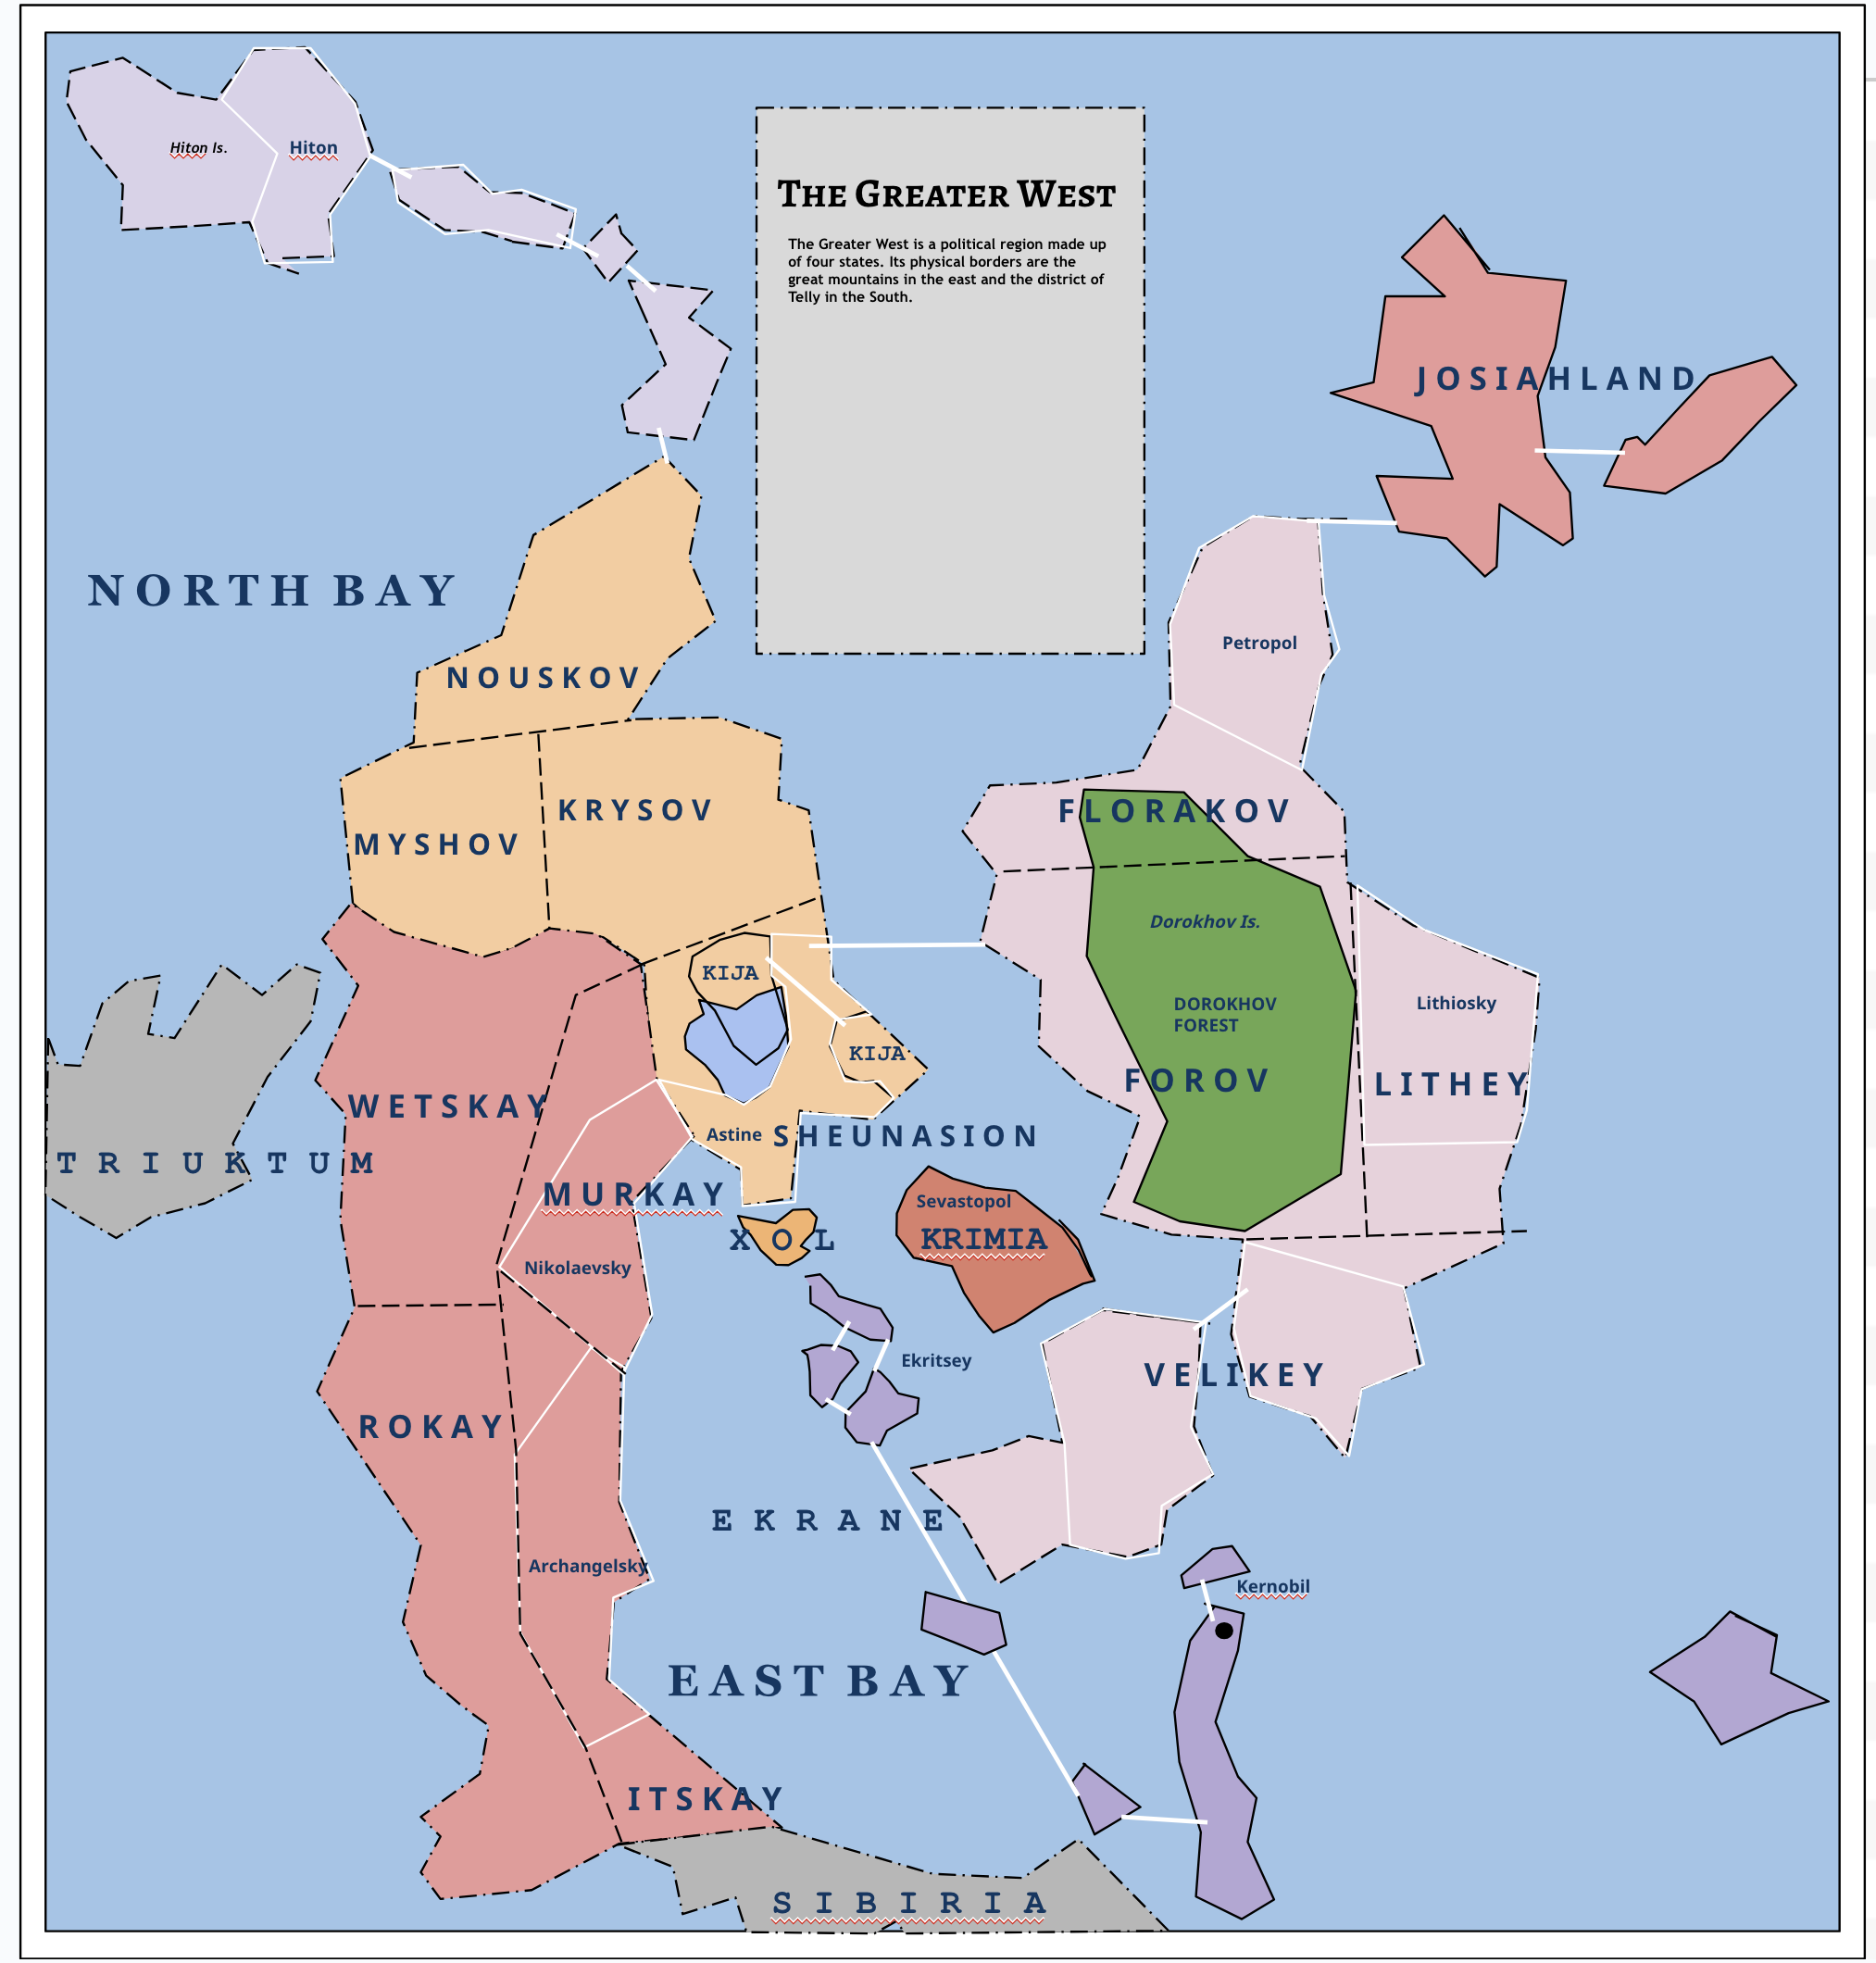 Hiton Is.
Hiton
THE GREATER WEST
The Greater West is a political region made up
of four states. Its physical borders are the
great mountains in the east and the district of
Telly in the South.
JOSIAHLAND
NORTH BAY
Petropol
NOUSKOV
KRYSOV
FLORAKOV
MYSHOV
Dorokhov Is.
KIJA
DOROKHOV
FOREST
Lithiosky
KIJA
FOROV
LITHEY
WETSKAY
Astine
SHEUNASION
TRIUKTUM
MURKAY
Sevastopol
XOL
KRIMIA
Nikolaevsky
Ekritsey
VELIKEY
ROKAY
EKRANE
Archangelsky
Kernobil
EAST BAY
ITSKAY
SIBIRIA